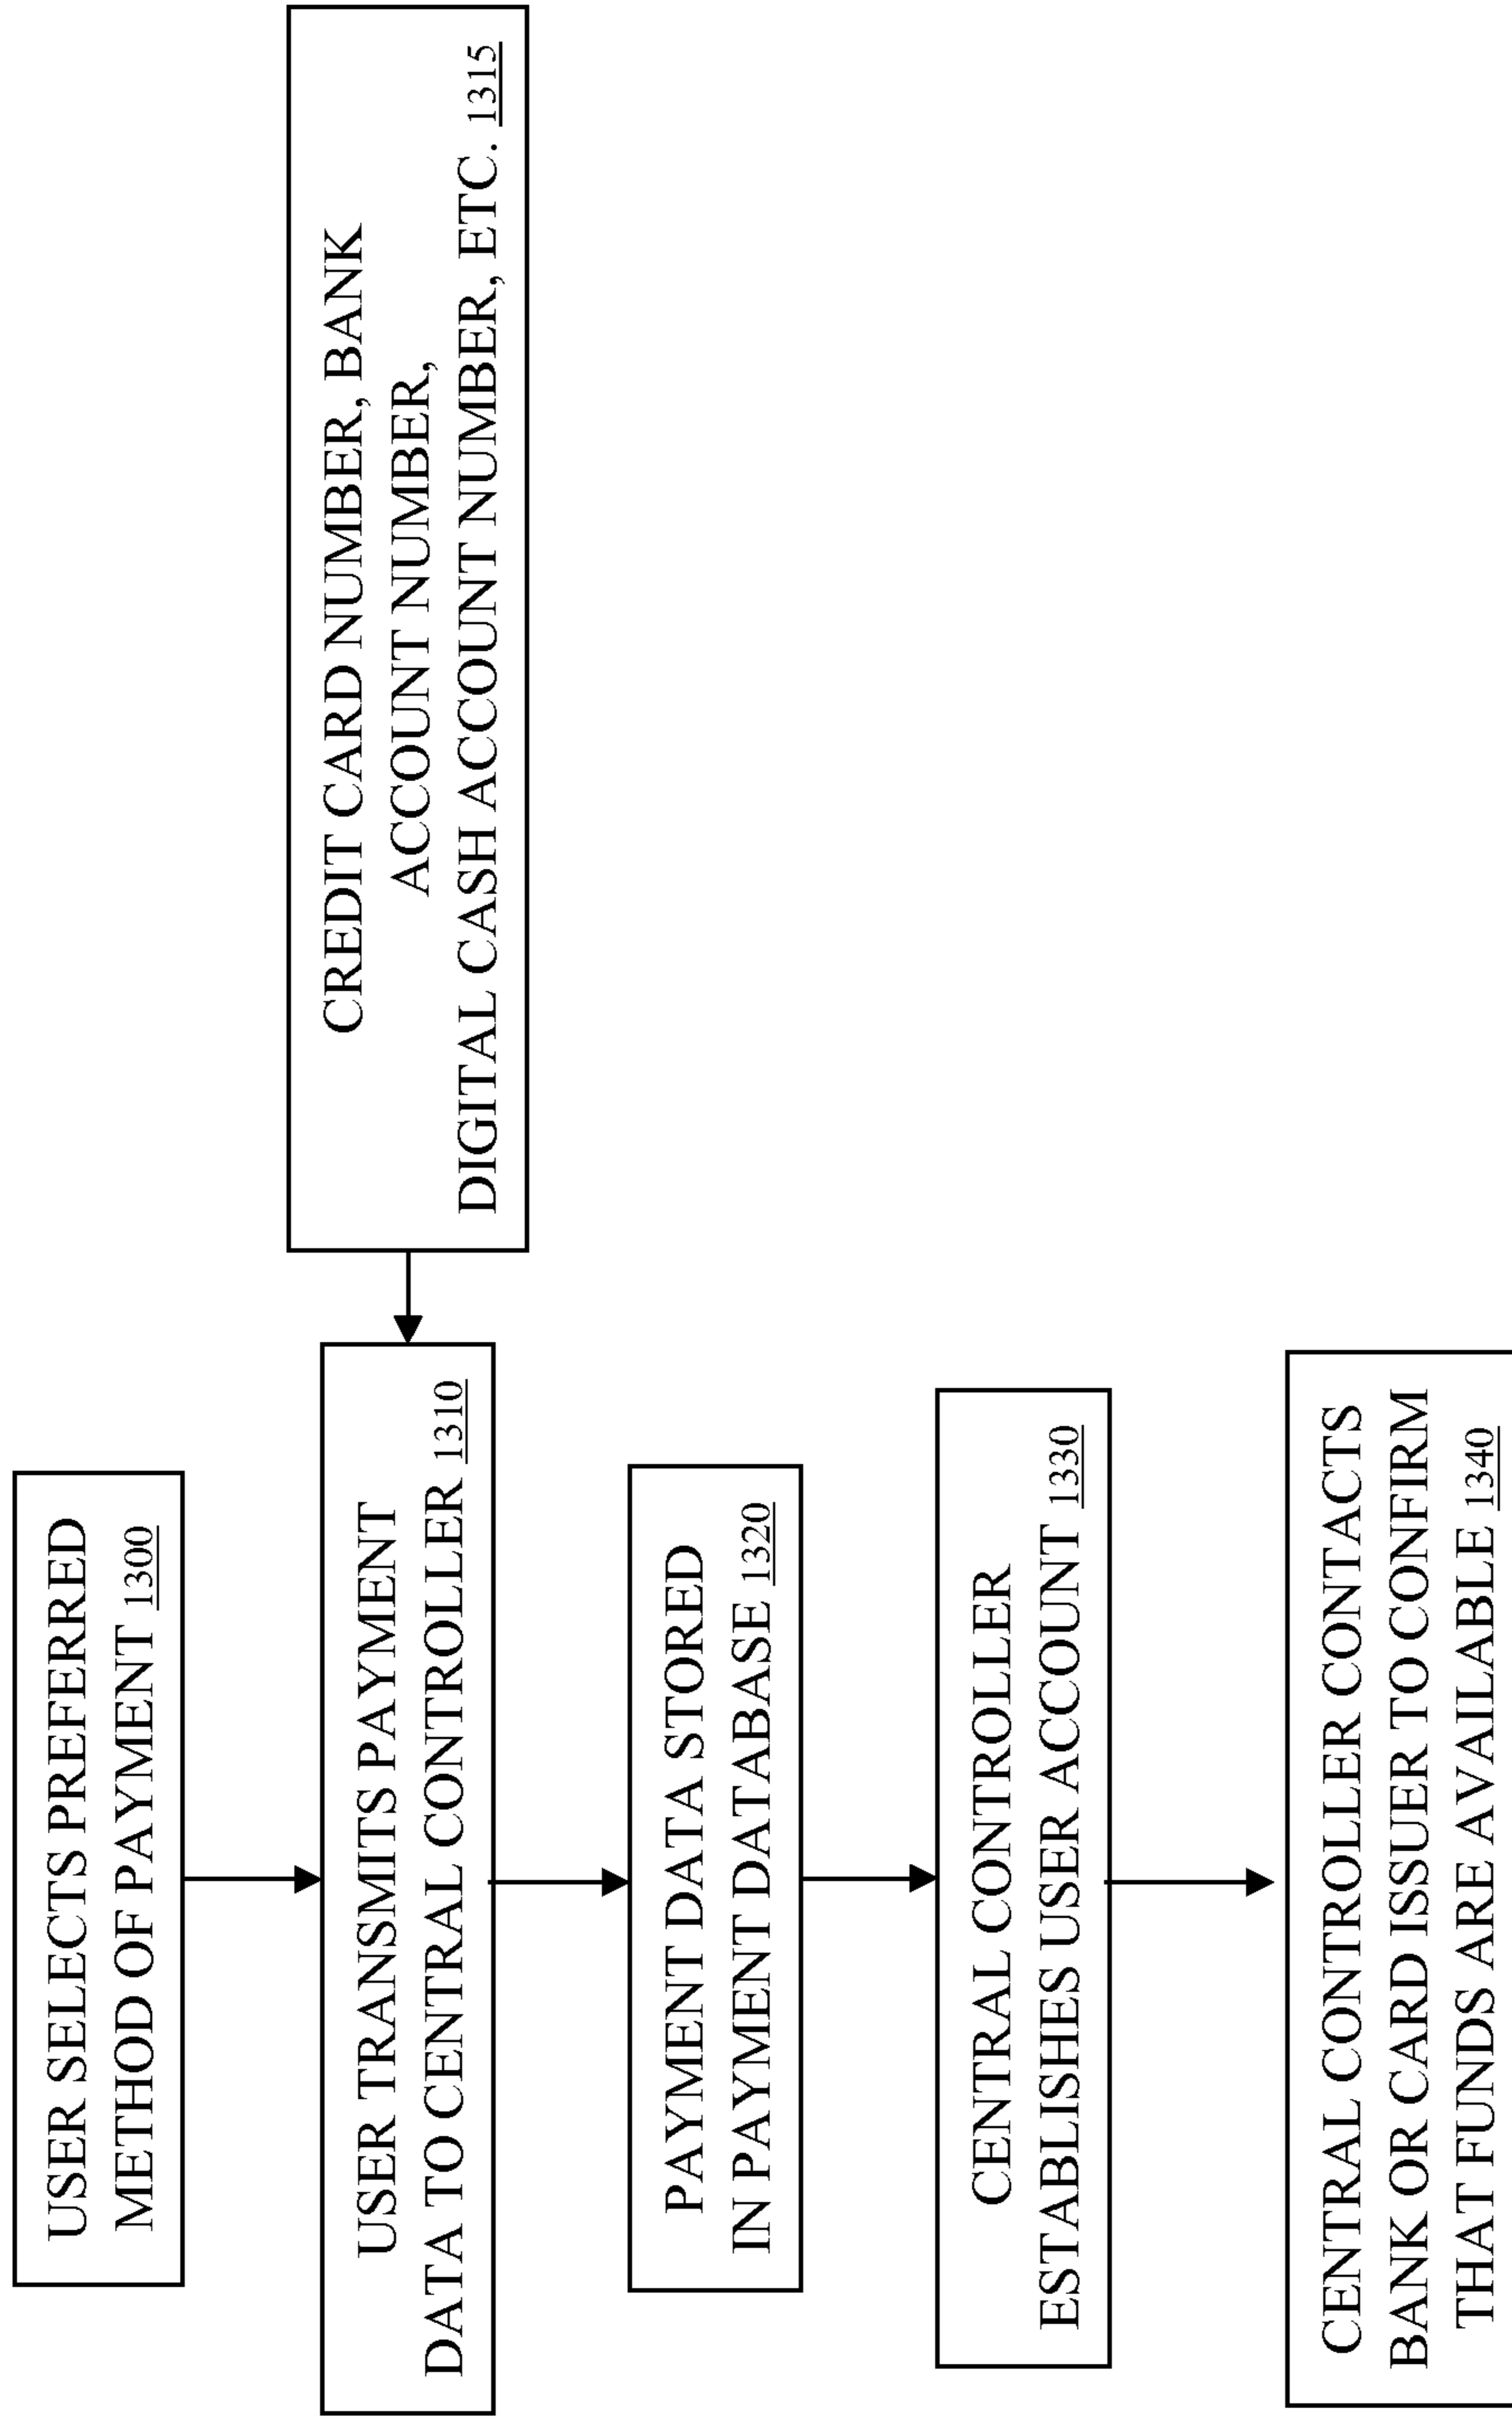 USER SELECTS PREFERRED
METHOD OF PAYMENT 1300
USER TRANSMITS PAYMENT
DATA TO CENTRAL CONTROLLER 1310
CREDIT CARD NUMBER, BANK
ACCOUNT NUMBER,
DIGITAL CASH ACCOUNT NUMBER, ETC. 1315
PAYMENT DATA STORED
IN PAYMENT DATABASE 1320
CENTRAL CONTROLLER
ESTABLISHES USER ACCOUNT 1330
CENTRAL CONTROLLER CONTACTS
BANK OR CARD ISSUER TO CONFIRM
THAT FUNDS ARE AVAILABLE 1340